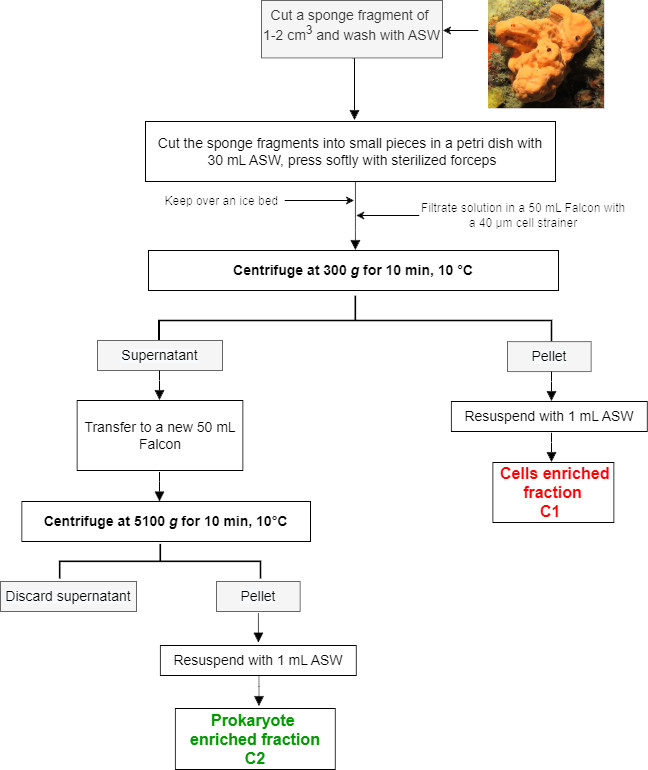 Cut a sponge fragment of
1-2 cm³ and wash with ASW
Cut the sponge fragments into small pieces in a petri dish with
30 mL ASW, press softly with sterilized forceps
Keep over an ice bed
Filtrate solution in a 50 mL Falcon with
a 40 µm cell strainer
Centrifuge at 300 g for 10 min, 10 °C
Supernatant
Pellet
Transfer to a new 50 mL
Falcon
Resuspend with 1 mL ASW
Cells enriched
fraction
C1
Centrifuge at 5100 g for 10 min, 10°C
Discard supernatant
Pellet
Resuspend with 1 mL ASW
Prokaryote
enriched fraction
C2